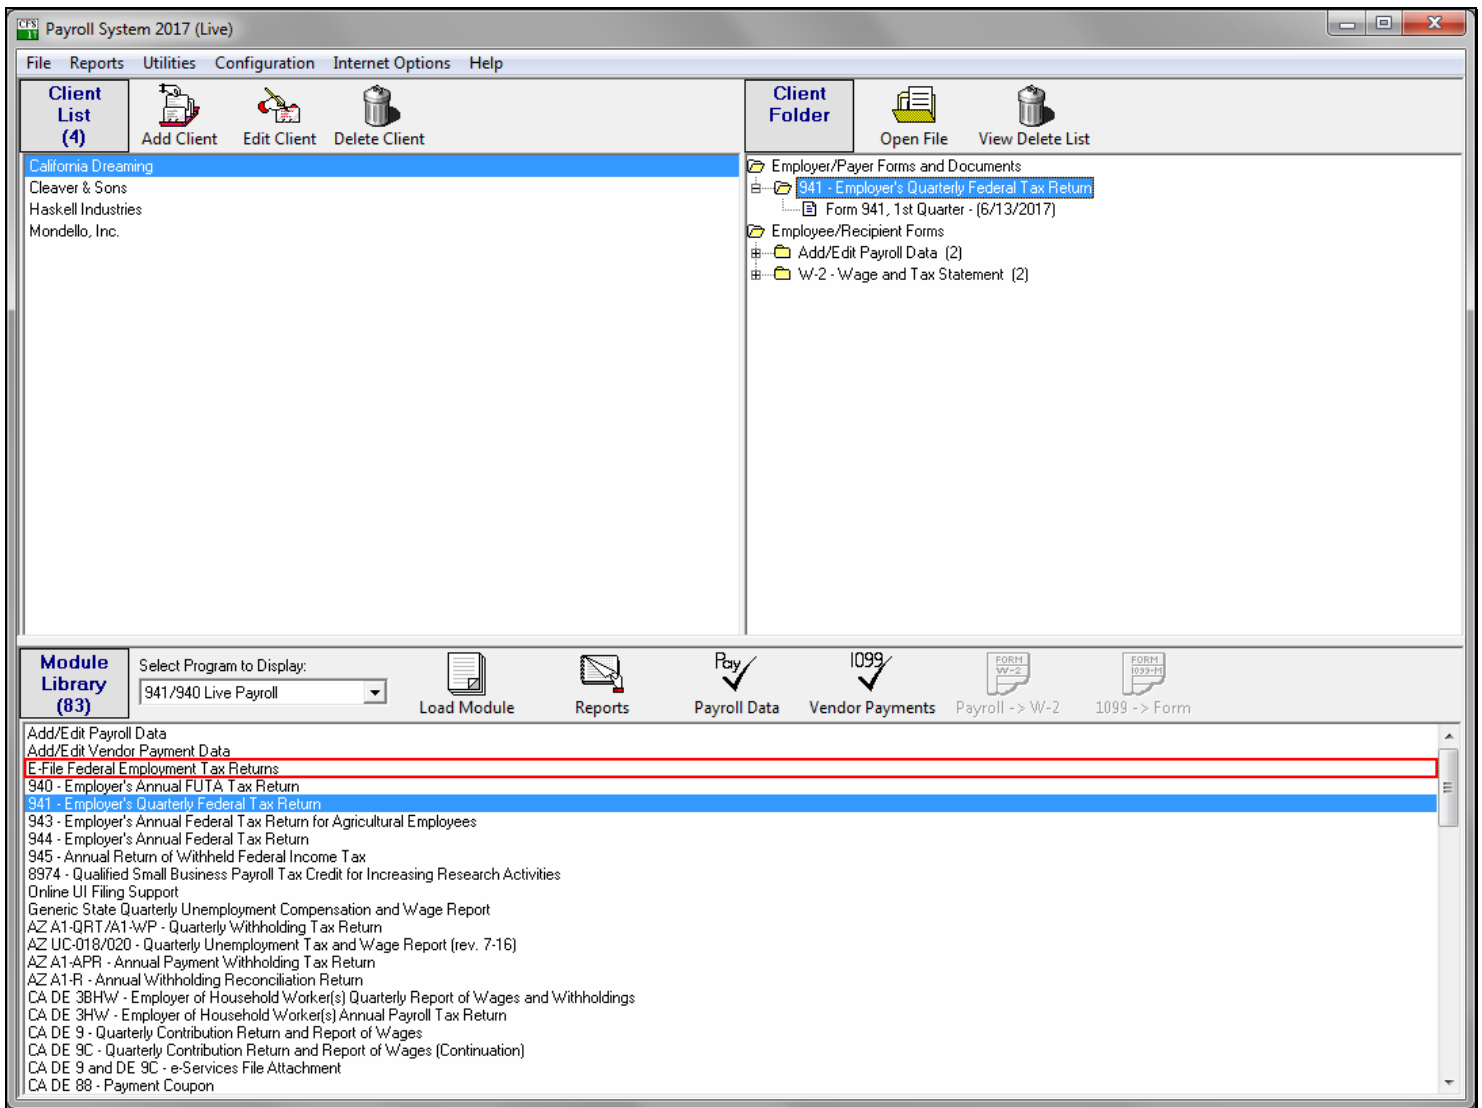 CFS 17 Payroll System 2017 (Live)
File Reports Utilities Configuration Internet Options Help
Client List (4)
Add Client Edit Client Delete Client
California Dreaming
Cleaver & Sons
Haskell Industries
Mondello, Inc.
Client Folder
Open File View Delete List
Employer/Payer Forms and Documents
941 - Employer's Quarterly Federal Tax Return
Form 941, 1st Quarter - (6/13/2017)
Employee/Recipient Forms
Add/Edit Payroll Data (2)
W-2 - Wage and Tax Statement (2)
Module Library (83)
Select Program to Display:
941/940 Live Payroll
Load Module
Reports
Pay
Payroll Data
1099
Vendor Payments
FORM W-2
Payroll -> W-2
FORM 1099-M
1099 -> Form
Add/Edit Payroll Data
Add/Edit Vendor Payment Data
E-File Federal Employment Tax Returns
940 - Employer's Annual FUTA Tax Return
941 - Employer's Quarterly Federal Tax Return
943 - Employer's Annual Federal Tax Return for Agricultural Employees
944 - Employer's Annual Federal Tax Return
945 - Annual Return of Withheld Federal Income Tax
8974 - Qualified Small Business Payroll Tax Credit for Increasing Research Activities
Online UI Filing Support
Generic State Quarterly Unemployment Compensation and Wage Report
AZ A1-QRT/A1-WP - Quarterly Withholding Tax Return
AZ UC-018/020 - Quarterly Unemployment Tax and Wage Report (rev. 7-16)
AZ A1-APR - Annual Payment Withholding Tax Return
AZ A1-R - Annual Withholding Reconciliation Return
CA DE 3BHW - Employer of Household Worker(s) Quarterly Report of Wages and Withholdings
CA DE 3HW - Employer of Household Worker(s) Annual Payroll Tax Return
CA DE 9 - Quarterly Contribution Return and Report of Wages
CA DE 9C - Quarterly Contribution Return and Report of Wages (Continuation)
CA DE 9 and DE 9C - e-Services File Attachment
CA DE 88 - Payment Coupon